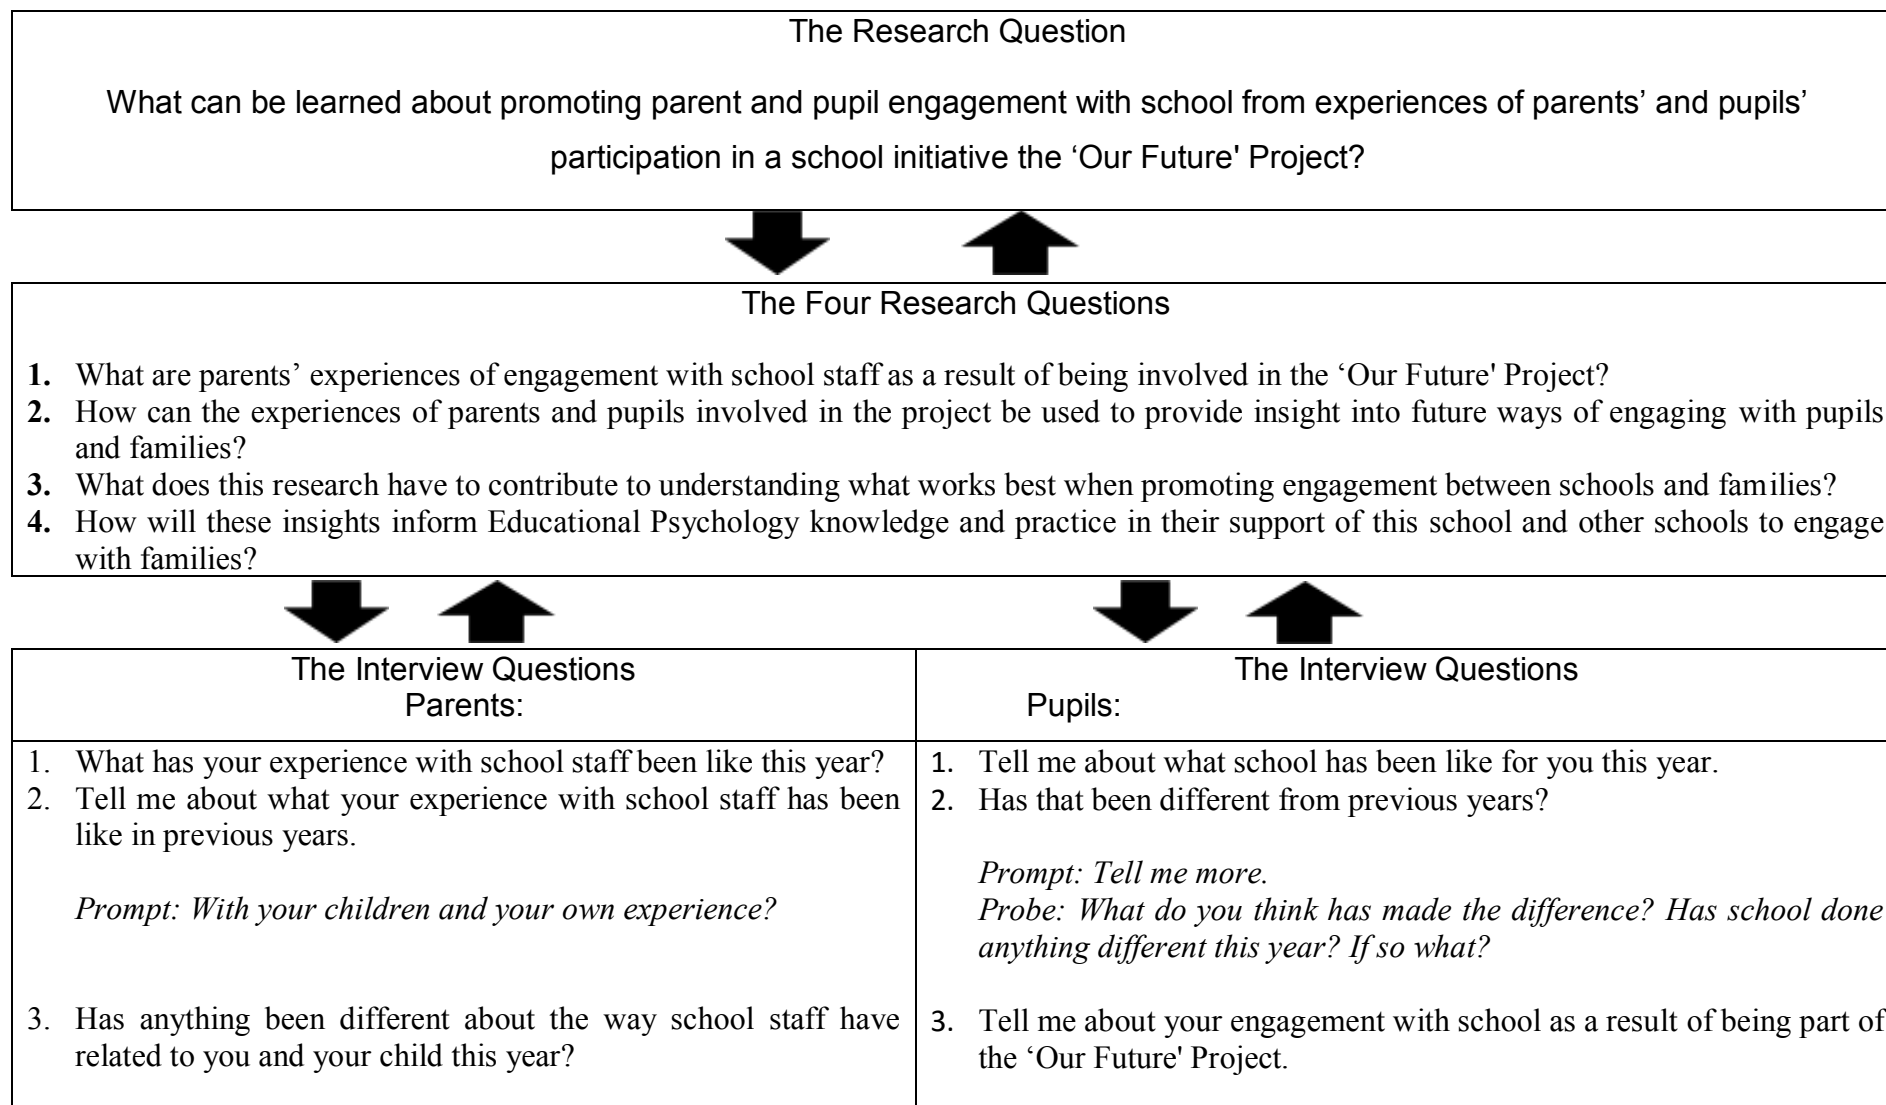 The Research Question
What can be learned about promoting parent and pupil engagement with school from experiences of parents’ and pupils’
participation in a school initiative the ‘Our Future' Project?
The Four Research Questions
1. What are parents’ experiences of engagement with school staff as a result of being involved in the ‘Our Future' Project?
2. How can the experiences of parents and pupils involved in the project be used to provide insight into future ways of engaging with pupils
and families?
3. What does this research have to contribute to understanding what works best when promoting engagement between schools and families?
4. How will these insights inform Educational Psychology knowledge and practice in their support of this school and other schools to engage
with families?
The Interview Questions
Parents:
1. What has your experience with school staff been like this year?
2. Tell me about what your experience with school staff has been
like in previous years.
Prompt: With your children and your own experience?
3. Has anything been different about the way school staff have
related to you and your child this year?
The Interview Questions
Pupils:
1. Tell me about what school has been like for you this year.
2. Has that been different from previous years?
Prompt: Tell me more.
Probe: What do you think has made the difference? Has school done
anything different this year? If so what?
3. Tell me about your engagement with school as a result of being part of
the ‘Our Future' Project.